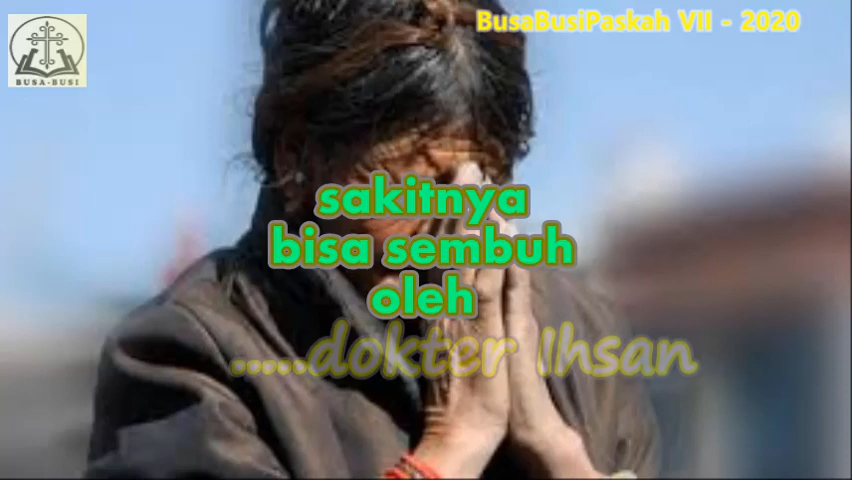 BusaBusiPaskah VII - 2020
BUSA-BUSI
sakitnya
bisa sembuh
oleh
.....dokter Ihsan